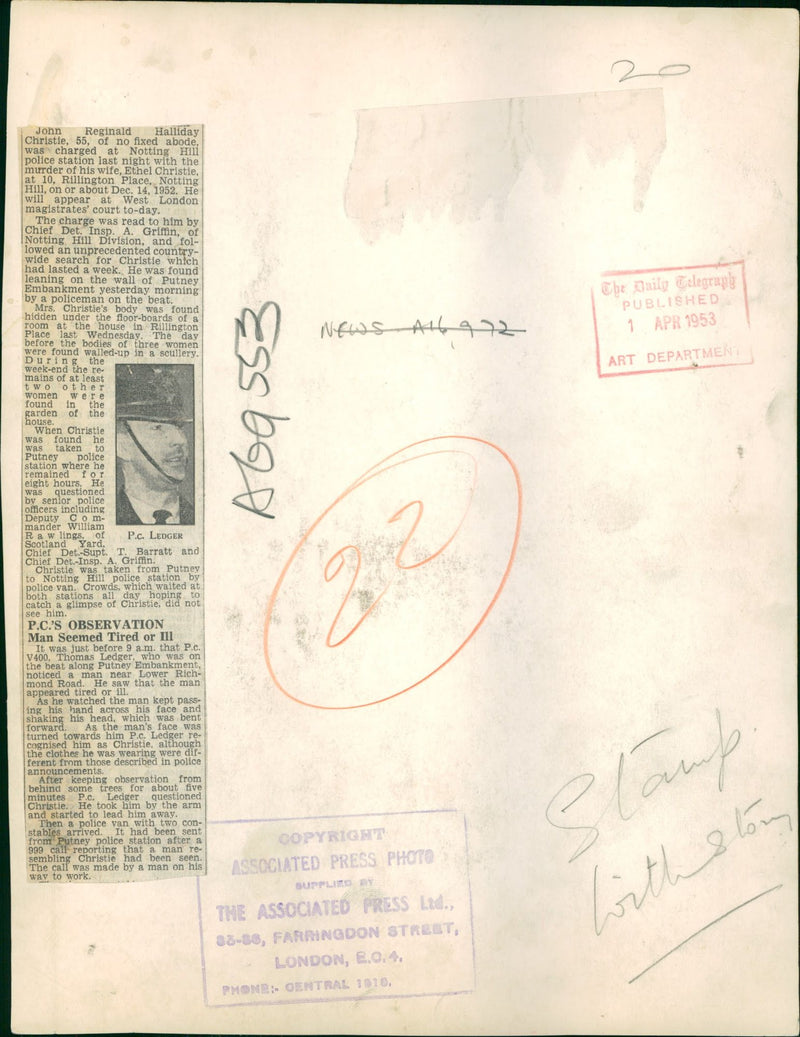 20
John Reginald Halliday
Christie, 55, of no fixed abode,
was charged at Notting Hill
police station last night with the
murder of his wife, Ethel Christie,
at 10, Rillington Place, Notting
Hill, on or about Dec. 14, 1952. He
will appear at West London
magistrates' court to-day.
The charge was read to him by
Chief Det. Insp. A. Griffin, of
Notting Hill Division, and fol-
lowed an unprecedented country-
wide search for Christie which
had lasted a week. He was found
leaning on the wall of Putney
Embankment yesterday morning
by a policeman on the beat.
Mrs. Christie's body was found
hidden under the floor-boards of a
room at the house in Rillington
Place last Wednesday. The day
before the bodies of three women
were found walled-up in a scullery.
During the
week-end the re-
mains of at least
two other
women were
found in the
garden of the
house.
When Christie
was found he
was taken to
Putney police
station where he
remained for
eight hours. He
was questioned
by senior police
officers including
Deputy Com-
mander William
Rawlings, of
Scotland Yard,
Chief Det.-Supt. T. Barratt and
Chief Det.-Insp. A. Griffin.
Christie was taken from Putney
to Notting Hill police station by
police van. Crowds, which waited at
both stations all day hoping to
catch a glimpse of Christie, did not
see him.
P.C. LEDGER
P.C.'S OBSERVATION
Man Seemed Tired or Ill
It was just before 9 a.m. that P.c.
V400, Thomas Ledger, who was on
the beat along Putney Embankment,
noticed a man near Lower Rich-
mond Road. He saw that the man
appeared tired or ill.
As he watched the man kept pass-
ing his hand across his face and
shaking his head, which was bent
forward. As the man's face was
turned towards him P.c. Ledger re-
cognised him as Christie, although
the clothes he was wearing were dif-
ferent from those described in police
announcements.
After keeping observation from
behind some trees for about five
minutes P.c. Ledger questioned
Christie. He took him by the arm
and started to lead him away.
Then a police van with two con-
stables arrived. It had been sent
from Putney police station after a
999 call reporting that a man re-
sembling Christie had been seen.
The call was made by a man on his
way to work.
A69553
NEWS A16,972
The Daily Telegraph
PUBLISHED
1 APR 1953
ART DEPARTMENT
22
Stamp
with story
COPYRIGHT
ASSOCIATED PRESS PHOTO
SUPPLIED BY
THE ASSOCIATED PRESS Ltd.,
83-86, FARRINGDON STREET,
LONDON, E.C.4.
PHONE:- CENTRAL 1919.